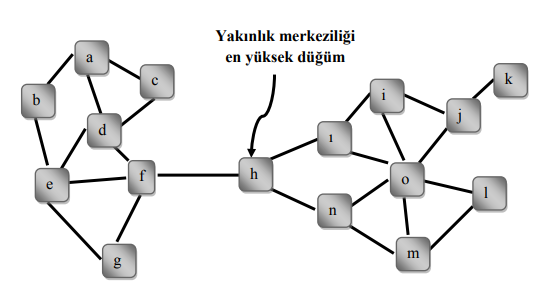 Yakınlık merkeziliği
en yüksek düğüm
a
b
c
d
e
f
g
h
ı
i
j
k
l
m
n
o